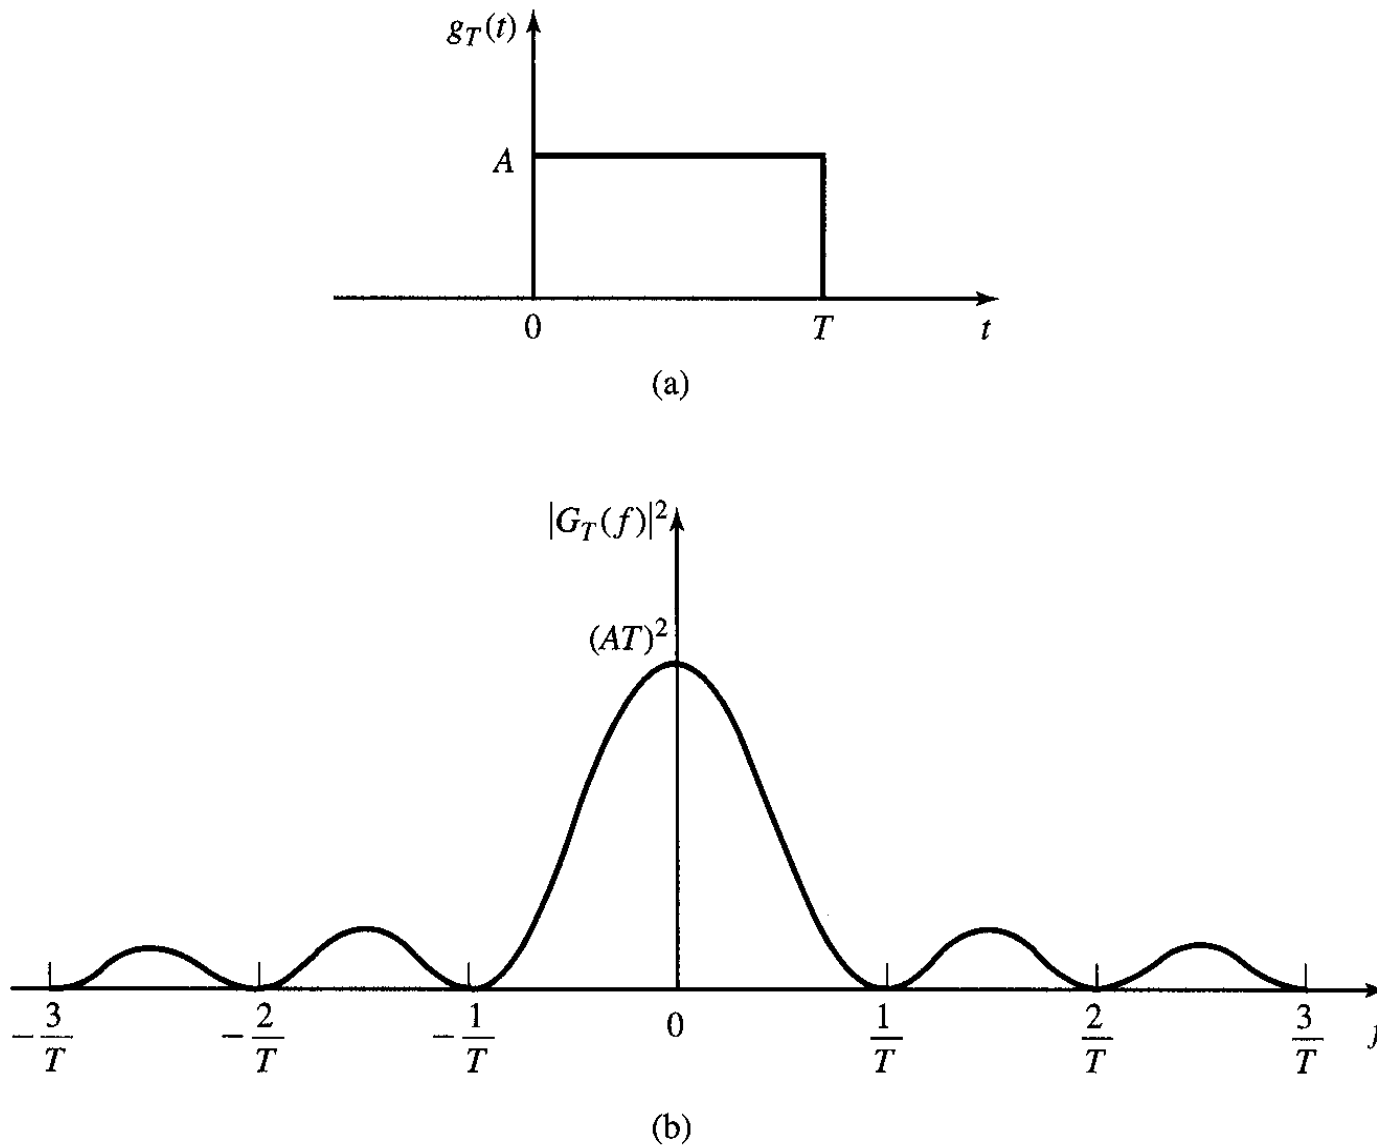 g_T(t)
A
0 T t
(a)
|G_T(f)|^2
(AT)^2
-3/T -2/T -1/T 0 1/T 2/T 3/T
(b)